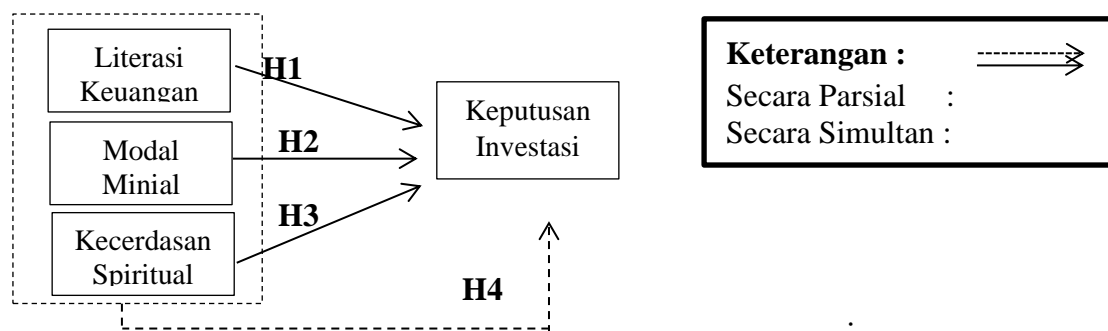 Literasi
Keuangan
H1
Modal
Minial
H2
Kecerdasan
Spiritual
H3
Keputusan
Investasi
H4
Keterangan :
Secara Parsial :
Secara Simultan :
.